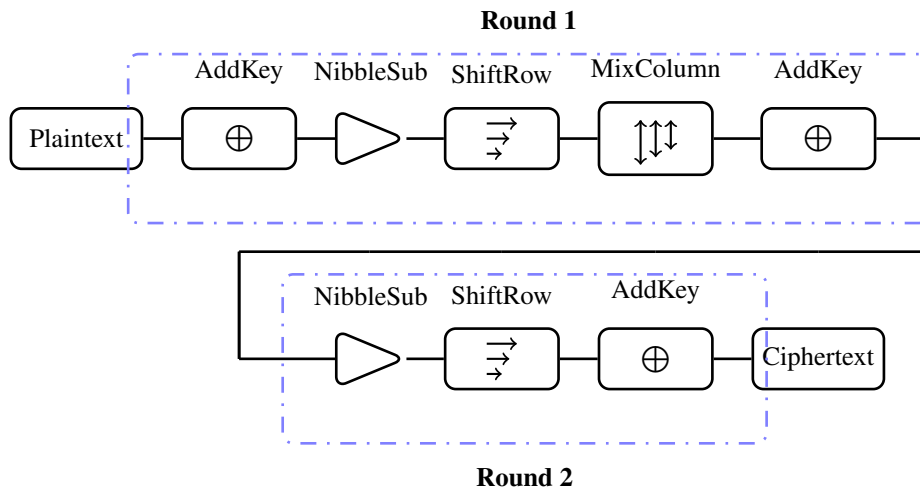 Round 1
AddKey NibbleSub ShiftRow MixColumn AddKey
Plaintext
NibbleSub ShiftRow AddKey
Ciphertext
Round 2